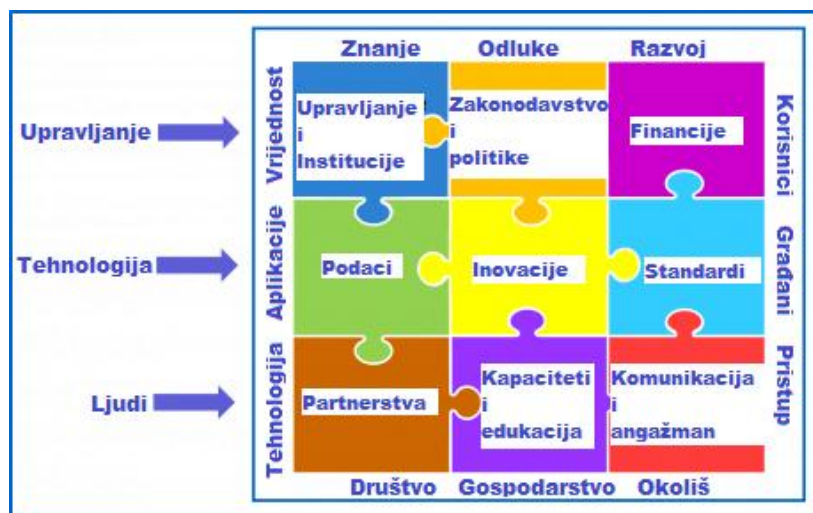 Znanje Odluke Razvoj
Vrijednost
Upravljanje
Upravljanje
i
Institucije
Zakonodavstvo
i
politike
Financije
Korisnici
Tehnologija
Aplikacije
Podaci
Inovacije
Standardi
Građani
Ljudi
Tehnologija
Partnerstva
Kapaciteti
i
edukacija
Komunikacija
i
angažman
Pristup
Društvo Gospodarstvo Okoliš